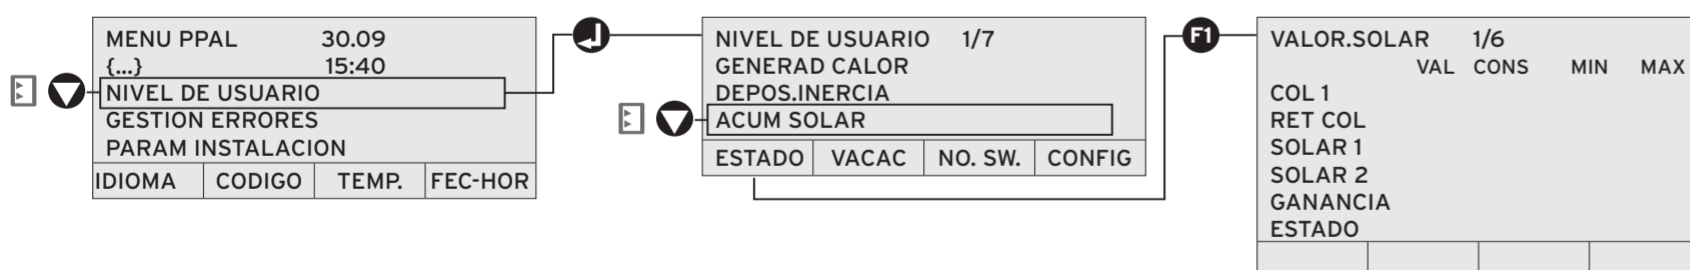 MENU PPAL 30.09
{...} 15:40
NIVEL DE USUARIO
GESTION ERRORES
PARAM INSTALACION
IDIOMA CODIGO TEMP. FEC-HOR
NIVEL DE USUARIO 1/7
GENERAD CALOR
DEPOS.INERCIA
ACUM SOLAR
ESTADO VACAC NO. SW. CONFIG
F1
VALOR.SOLAR 1/6
VAL CONS MIN MAX
COL 1
RET COL
SOLAR 1
SOLAR 2
GANANCIA
ESTADO